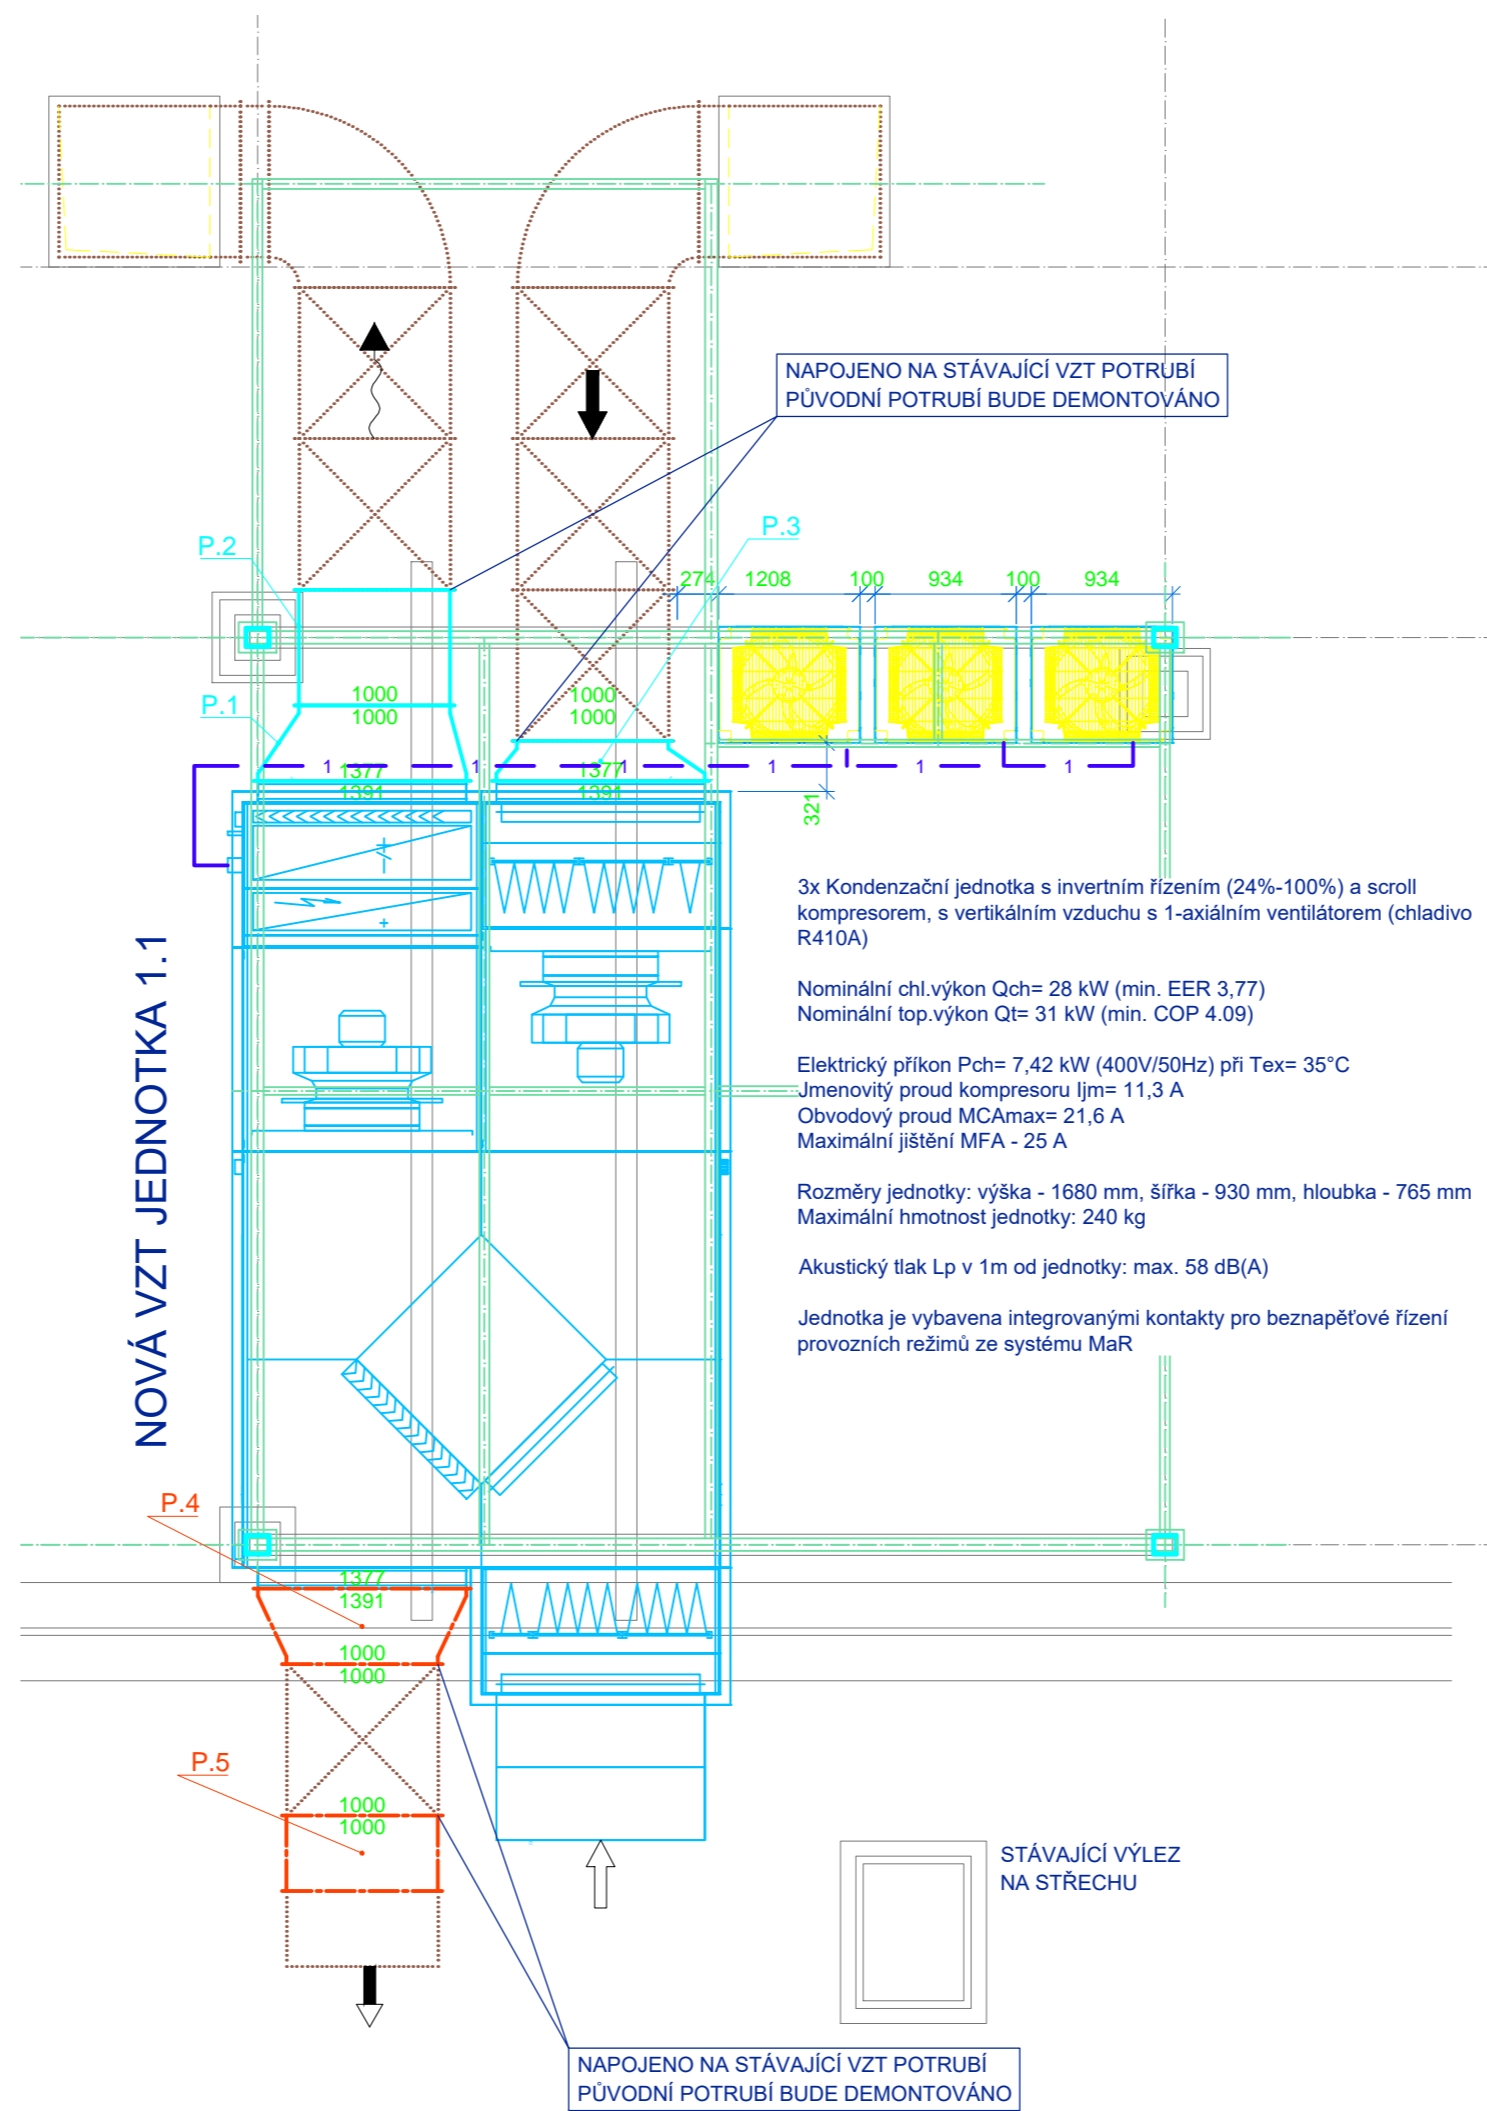 NAPOJENO NA STÁVAJÍCÍ VZT POTRUBÍ
PŮVODNÍ POTRUBÍ BUDE DEMONTOVÁNO
P.2
P.3
274
1208
100
934
100
934
P.1
1000
1000
1000
1000
1
1
1
1
1
1
1377
1391
1377
1391
321
3x Kondenzační jednotka s invertním řízením (24%-100%) a scroll
kompresorem, s vertikálním vzduchu s 1-axiálním ventilátorem (chladivo
R410A)
Nominální chl.výkon Qch= 28 kW (min. EER 3,77)
Nominální top.výkon Qt= 31 kW (min. COP 4.09)
Elektrický příkon Pch= 7,42 kW (400V/50Hz) při Tex= 35°C
Jmenovitý proud kompresoru Ijm= 11,3 A
Obvodový proud MCAmax= 21,6 A
Maximální jištění MFA - 25 A
Rozměry jednotky: výška - 1680 mm, šířka - 930 mm, hloubka - 765 mm
Maximální hmotnost jednotky: 240 kg
Akustický tlak Lp v 1m od jednotky: max. 58 dB(A)
Jednotka je vybavena integrovanými kontakty pro beznapěťové řízení
provozních režimů ze systému MaR
+
-/+
NOVÁ VZT JEDNOTKA 1.1
P.4
1377
1391
1000
1000
P.5
1000
1000
STÁVAJÍCÍ VÝLEZ
NA STŘECHU
NAPOJENO NA STÁVAJÍCÍ VZT POTRUBÍ
PŮVODNÍ POTRUBÍ BUDE DEMONTOVÁNO